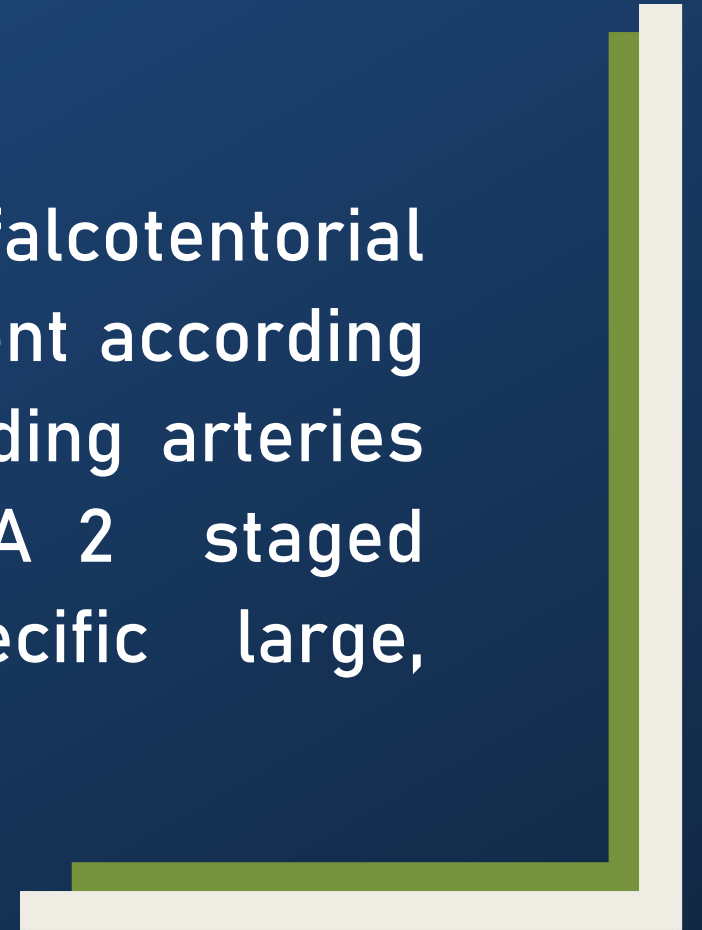 falcotentorial
ent according
ding arteries
A 2 staged
ecific large,